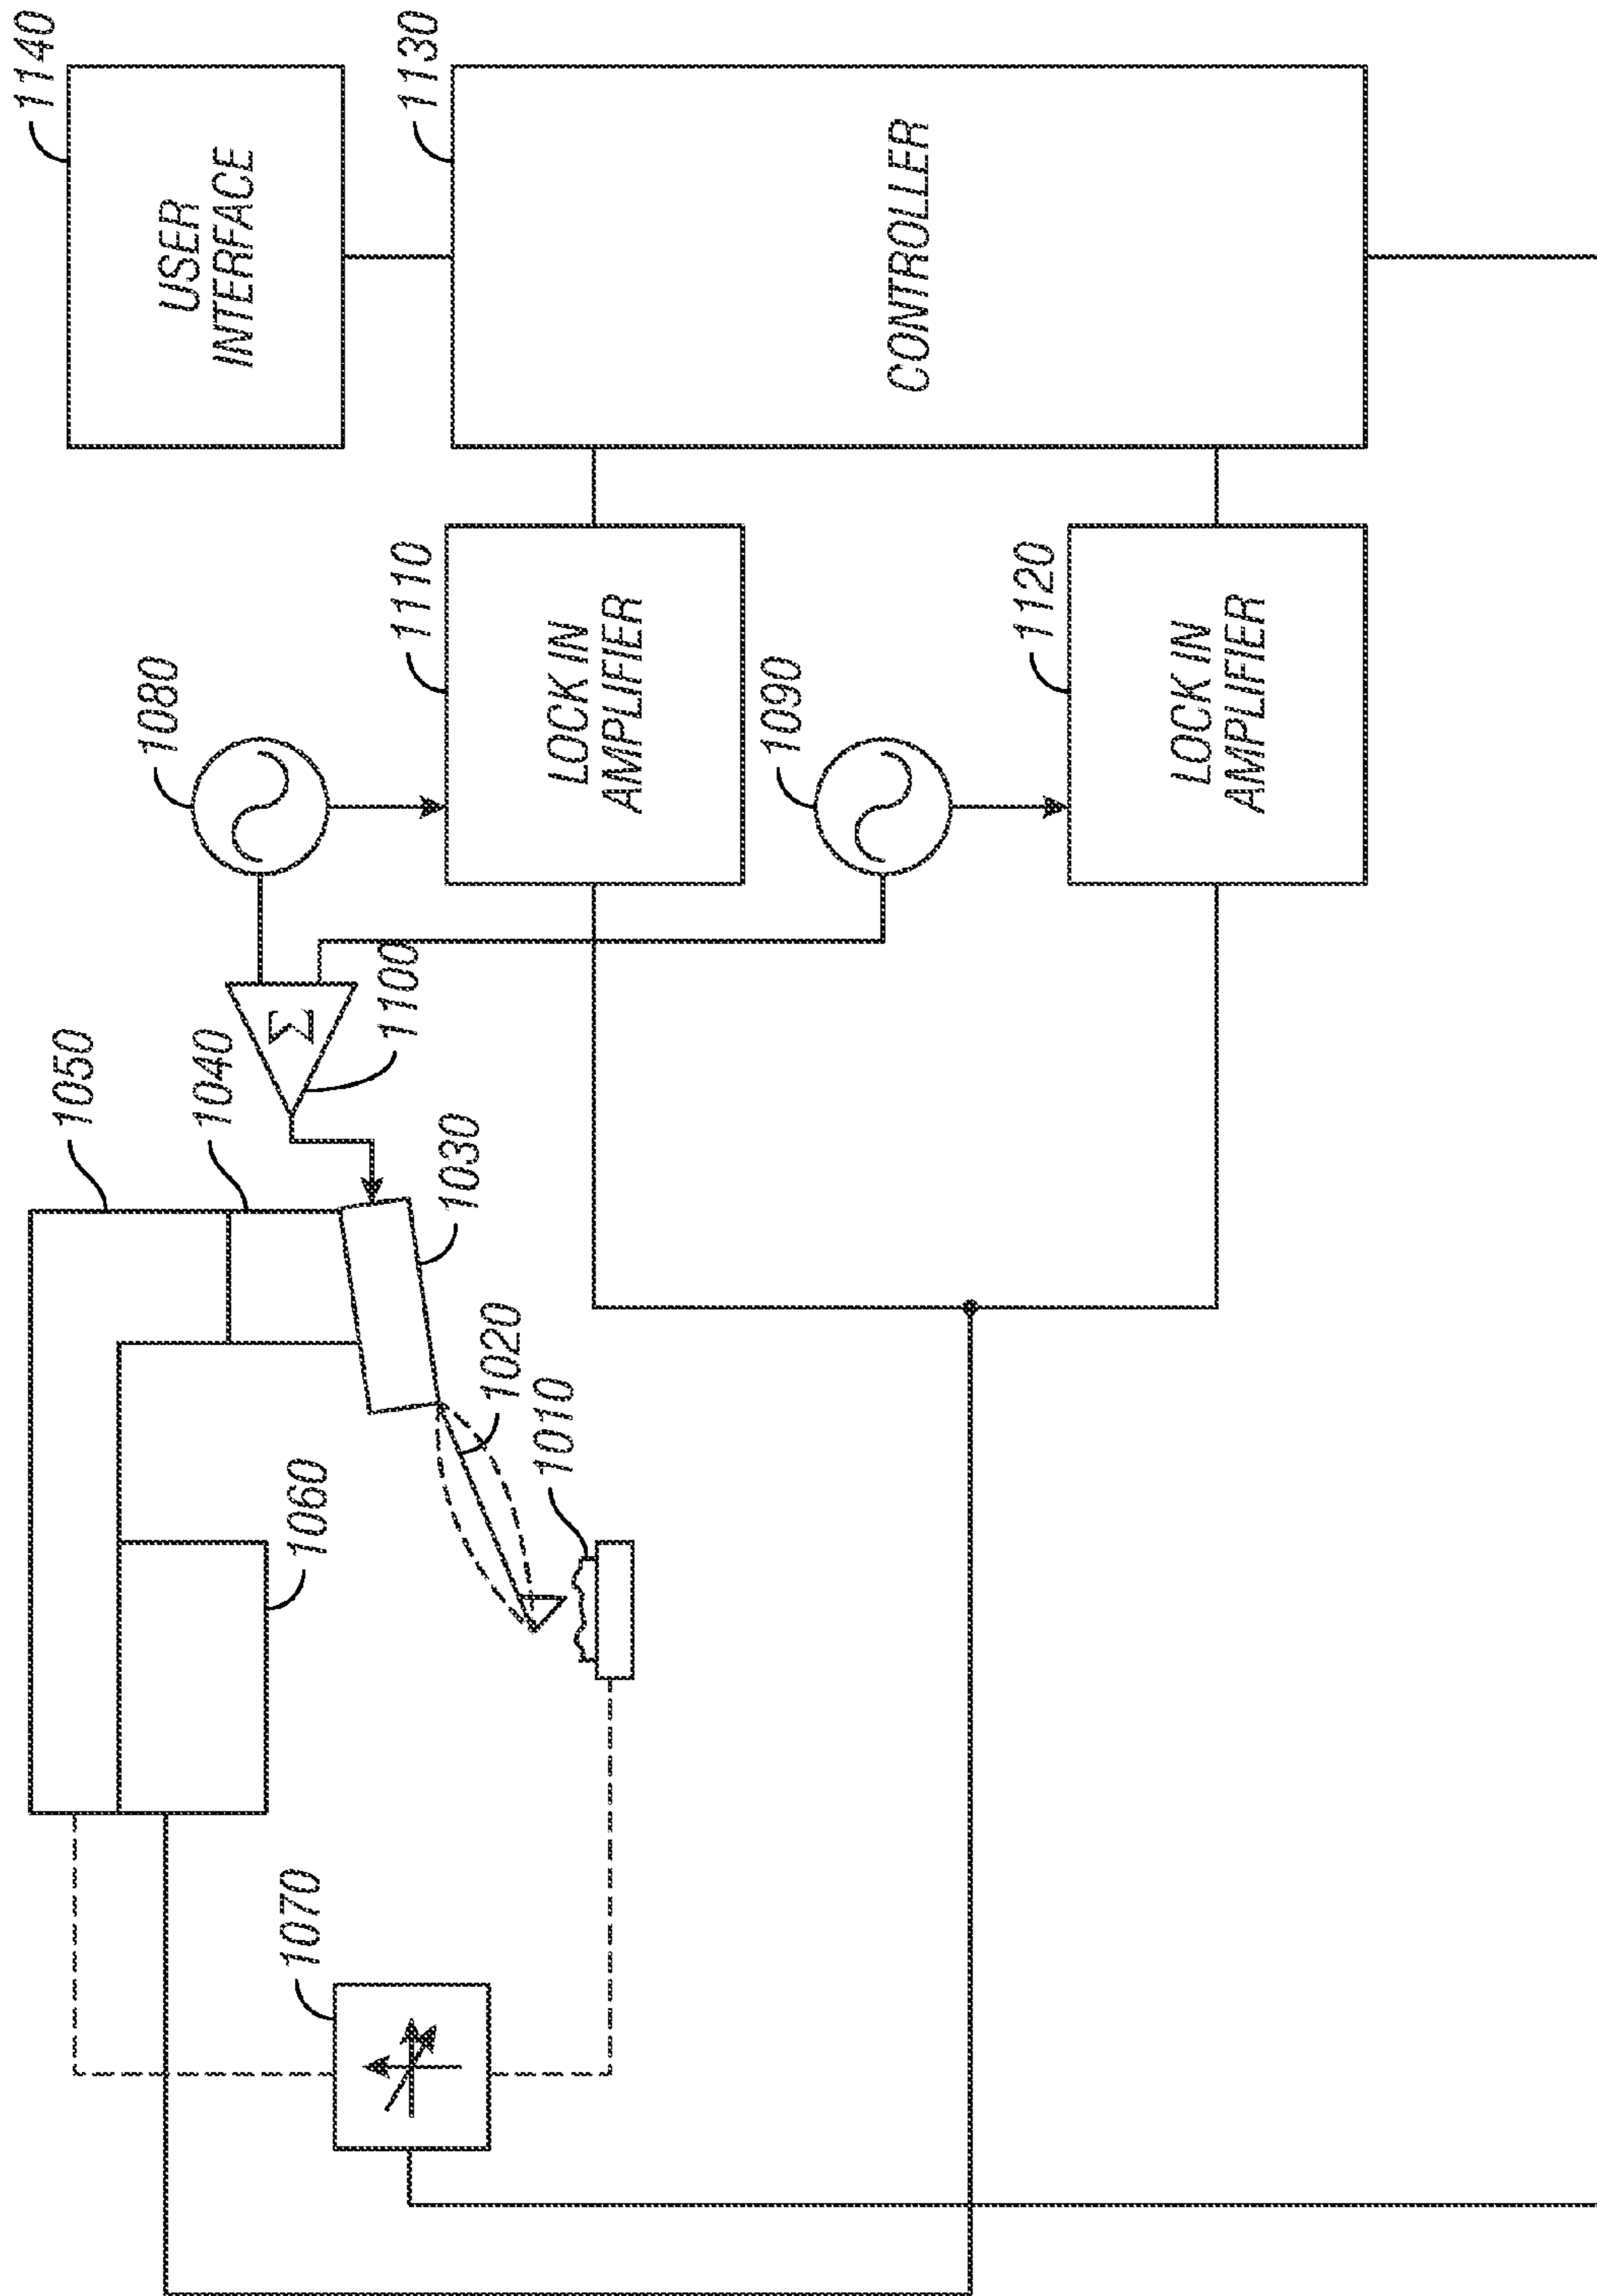 1050
1040
1060
1070
1030
1020
1010
1100
Σ
1080
1110
LOCK IN
AMPLIFIER
1090
1120
LOCK IN
AMPLIFIER
1140
USER
INTERFACE
1130
CONTROLLER